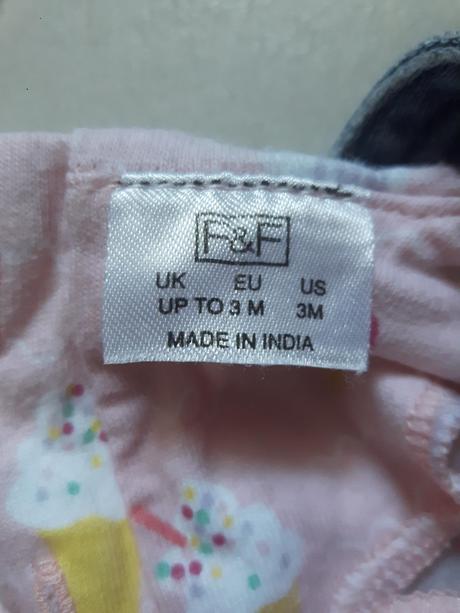 F&F
UK EU US
UP TO 3 M 3M
MADE IN INDIA